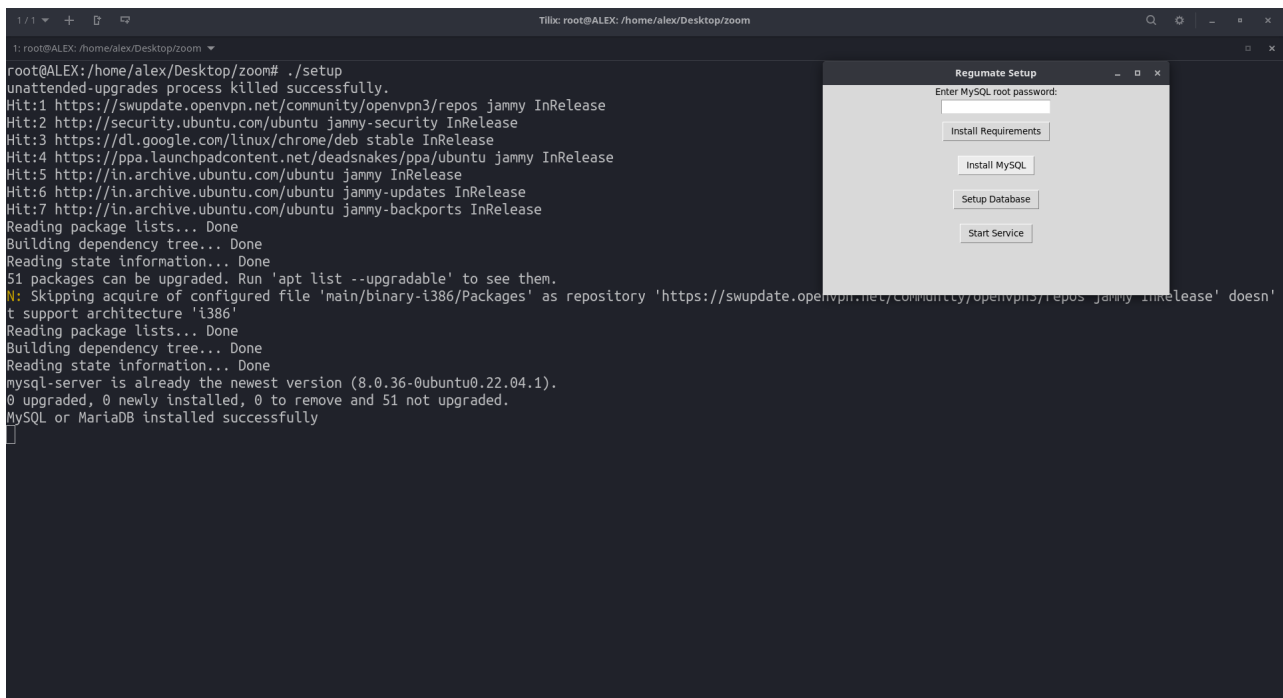 1 / 1
Tilix: root@ALEX: /home/alex/Desktop/zoom
1: root@ALEX: /home/alex/Desktop/zoom
root@ALEX:/home/alex/Desktop/zoom# ./setup
unattended-upgrades process killed successfully.
Hit:1 https://swupdate.openvpn.net/community/openvpn3/repos jammy InRelease
Hit:2 http://security.ubuntu.com/ubuntu jammy-security InRelease
Hit:3 https://dl.google.com/linux/chrome/deb stable InRelease
Hit:4 https://ppa.launchpadcontent.net/deadsnakes/ppa/ubuntu jammy InRelease
Hit:5 http://in.archive.ubuntu.com/ubuntu jammy InRelease
Hit:6 http://in.archive.ubuntu.com/ubuntu jammy-updates InRelease
Hit:7 http://in.archive.ubuntu.com/ubuntu jammy-backports InRelease
Reading package lists... Done
Building dependency tree... Done
Reading state information... Done
51 packages can be upgraded. Run 'apt list --upgradable' to see them.
N: Skipping acquire of configured file 'main/binary-i386/Packages' as repository 'https://swupdate.openvpn.net/community/openvpn3/repos jammy InRelease' doesn'
t support architecture 'i386'
Reading package lists... Done
Building dependency tree... Done
Reading state information... Done
mysql-server is already the newest version (8.0.36-0ubuntu0.22.04.1).
0 upgraded, 0 newly installed, 0 to remove and 51 not upgraded.
MySQL or MariaDB installed successfully
Regumate Setup
Enter MySQL root password:
Install Requirements
Install MySQL
Setup Database
Start Service